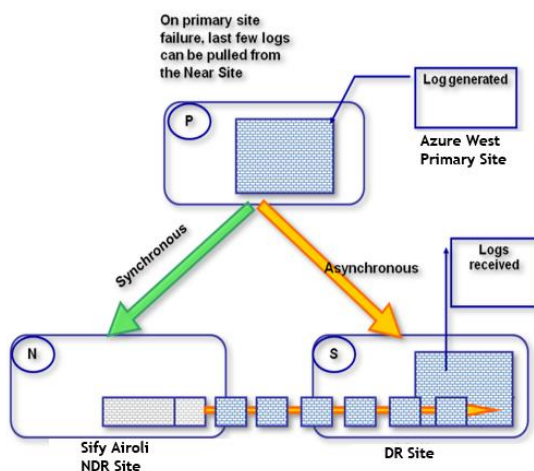 On primary site
failure, last few logs
can be pulled from
the Near Site
Log generated
P
Azure West
Primary Site
Synchronous
Asynchronous
Logs
received
N
S
Sify Airoli
NDR Site
DR Site